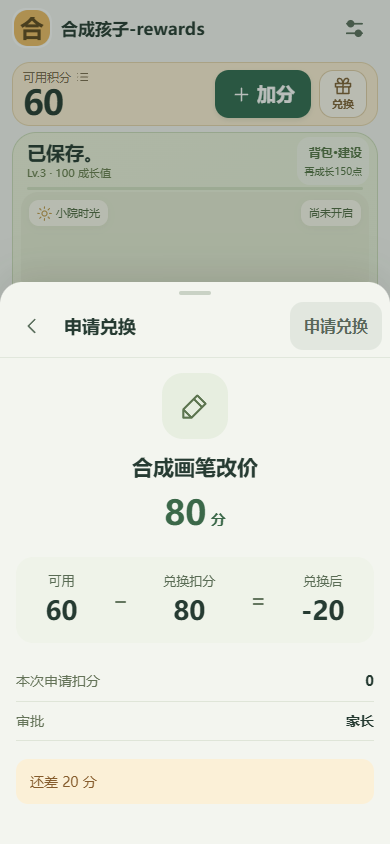 合
合成孩子-rewards
可用积分
60
加分
兑换
已保存。
Lv.3 · 100 成长值
背包•建设
再成长150点
小院时光
尚未开启
申请兑换
申请兑换
合成画笔改价
80 分
可用
60
−
兑换扣分
80
=
兑换后
-20
本次申请扣分
0
审批
家长
还差 20 分